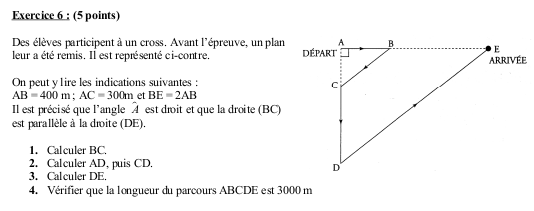 Exercice 6 : (5 points)
Des élèves participent à un cross. Avant l'épreuve, un plan
leur a été remis. Il est représenté ci-contre.
On peut y lire les indications suivantes :
AB = 400 m ; AC = 300m et BE = 2AB
Il est précisé que l'angle Â est droit et que la droite (BC)
est parallèle à la droite (DE).
1. Calculer BC.
2. Calculer AD, puis CD.
3. Calculer DE.
4. Vérifier que la longueur du parcours ABCDE est 3000 m
A
B
E
DÉPART
ARRIVÉE
C
D